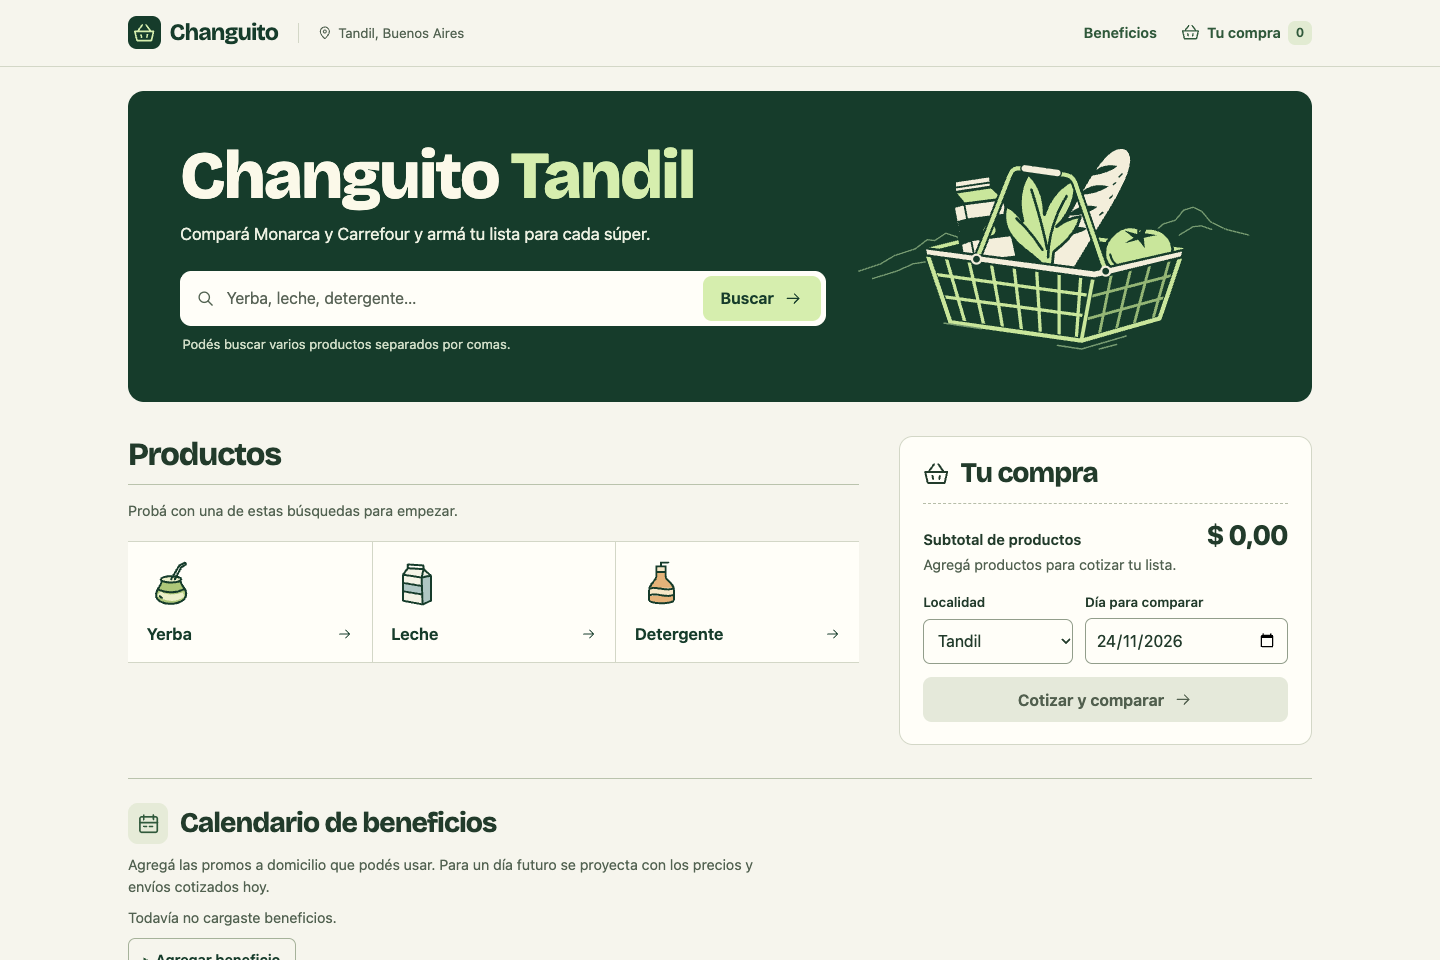 Changuito
Tandil, Buenos Aires
Beneficios
Tu compra 0
Changuito Tandil
Compará Monarca y Carrefour y armá tu lista para cada súper.
Yerba, leche, detergente...
Buscar
Podés buscar varios productos separados por comas.
Productos
Probá con una de estas búsquedas para empezar.
Yerba
Leche
Detergente
Tu compra
Subtotal de productos
$ 0,00
Agregá productos para cotizar tu lista.
Localidad
Día para comparar
Tandil
24/11/2026
Cotizar y comparar
Calendario de beneficios
Agregá las promos a domicilio que podés usar. Para un día futuro se proyecta con los precios y
envíos cotizados hoy.
Todavía no cargaste beneficios.
Agregar beneficio